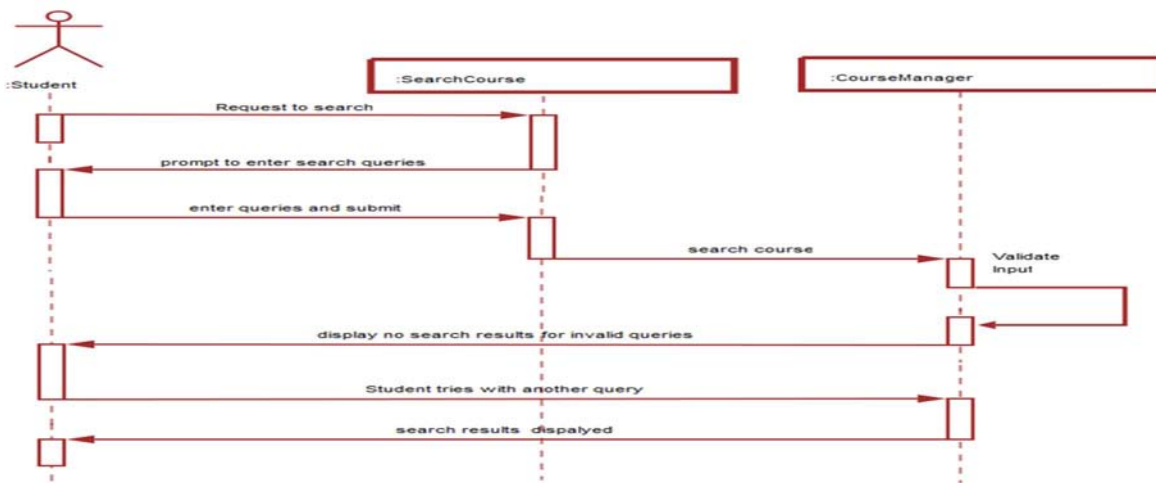 :Student
:SearchCourse
:CourseManager
Request to search
prompt to enter search queries
enter queries and submit
search course
Validate
Input
display no search results for invalid queries
Student tries with another query
search results dispalyed